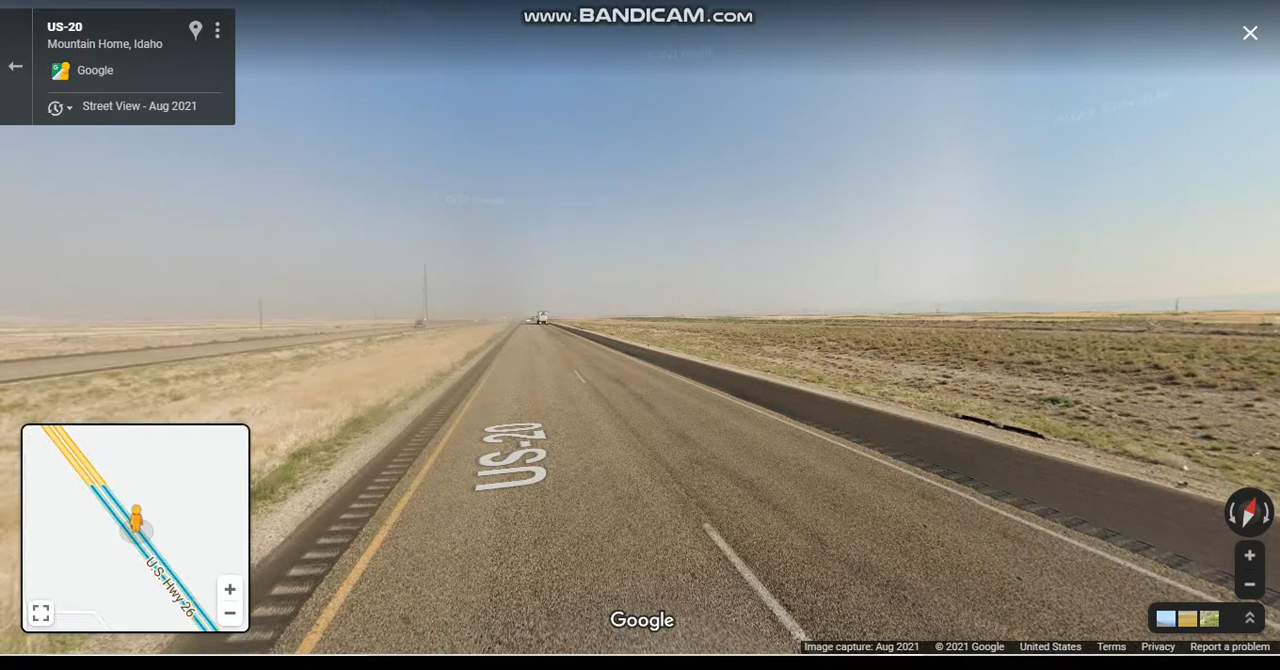 www.BANDICAM.com
US-20
Mountain Home, Idaho
Google
Street View - Aug 2021
US-20
U.S. Hwy 26
Google
Image capture: Aug 2021 © 2021 Google United States Terms Privacy Report a problem